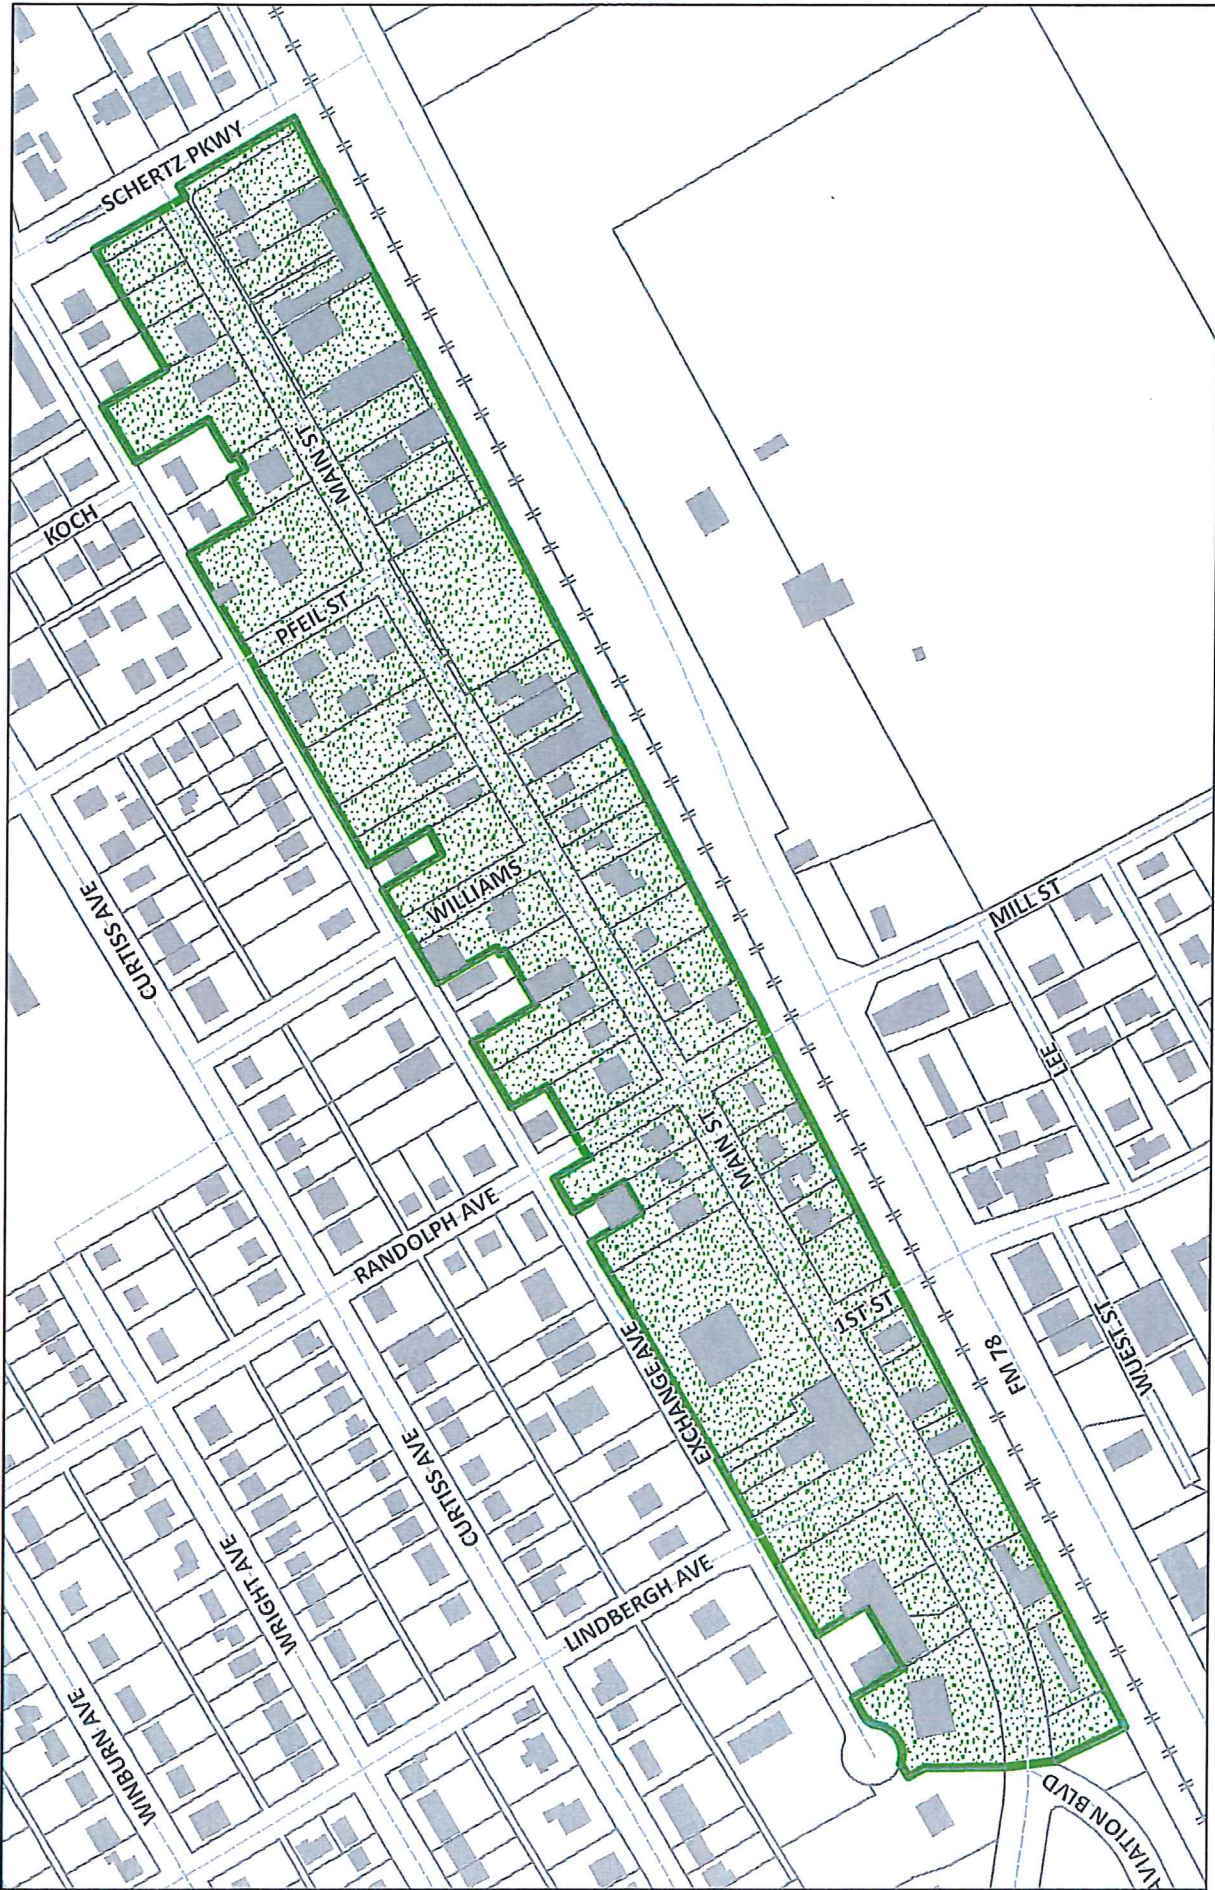 SCHERTZ PKWY
MAIN ST
KOCH
PFEIL ST
CURTISS AVE
WILLIAMS
MILL ST
LEE
MAIN ST
RANDOLPH AVE
1ST ST
WUEST ST
FM 78
EXCHANGE AVE
CURTISS AVE
WRIGHT AVE
LINDBERGH AVE
WINBURN AVE
AVIATION BLVD